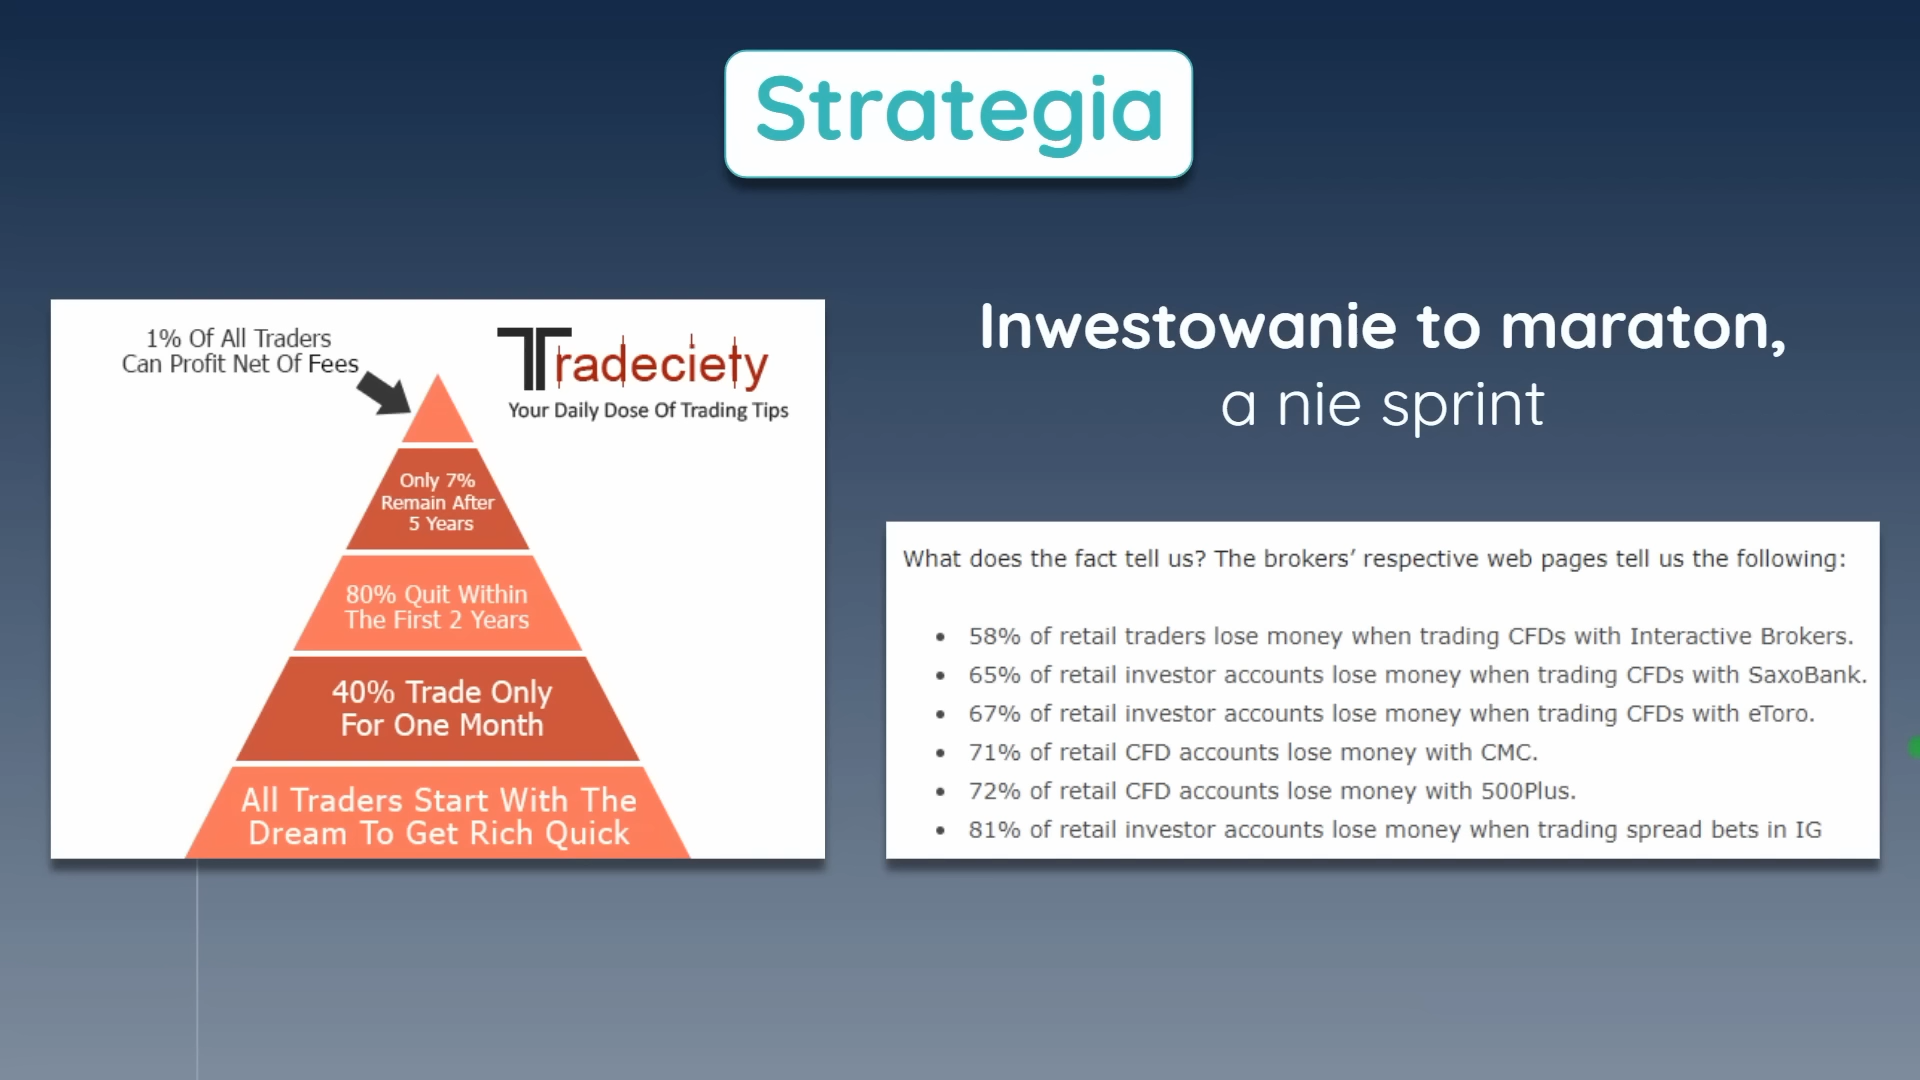 Strategia
1% Of All Traders
Can Profit Net Of Fees
Tradeciety
Your Daily Dose Of Trading Tips
Only 7%
Remain After
5 Years
80% Quit Within
The First 2 Years
40% Trade Only
For One Month
All Traders Start With The
Dream To Get Rich Quick
Inwestowanie to maraton,
a nie sprint
What does the fact tell us? The brokers’ respective web pages tell us the following:
• 58% of retail traders lose money when trading CFDs with Interactive Brokers.
• 65% of retail investor accounts lose money when trading CFDs with SaxoBank.
• 67% of retail investor accounts lose money when trading CFDs with eToro.
• 71% of retail CFD accounts lose money with CMC.
• 72% of retail CFD accounts lose money with 500Plus.
• 81% of retail investor accounts lose money when trading spread bets in IG